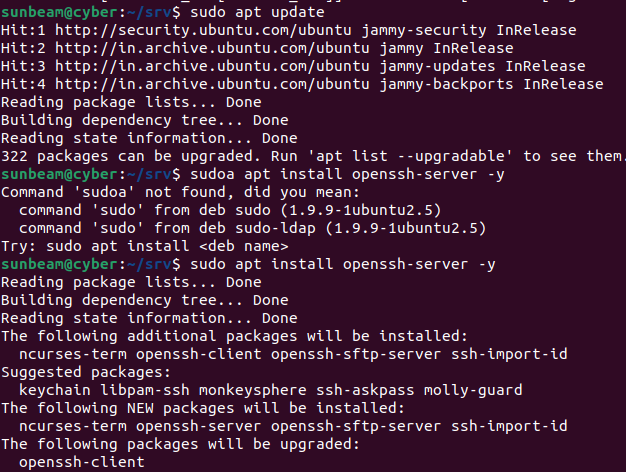 sunbeam@cyber:~/srv$ sudo apt update
Hit:1 http://security.ubuntu.com/ubuntu jammy-security InRelease
Hit:2 http://in.archive.ubuntu.com/ubuntu jammy InRelease
Hit:3 http://in.archive.ubuntu.com/ubuntu jammy-updates InRelease
Hit:4 http://in.archive.ubuntu.com/ubuntu jammy-backports InRelease
Reading package lists... Done
Building dependency tree... Done
Reading state information... Done
322 packages can be upgraded. Run 'apt list --upgradable' to see them.
sunbeam@cyber:~/srv$ sudoa apt install openssh-server -y
Command 'sudoa' not found, did you mean:
  command 'sudo' from deb sudo (1.9.9-1ubuntu2.5)
  command 'sudo' from deb sudo-ldap (1.9.9-1ubuntu2.5)
Try: sudo apt install <deb name>
sunbeam@cyber:~/srv$ sudo apt install openssh-server -y
Reading package lists... Done
Building dependency tree... Done
Reading state information... Done
The following additional packages will be installed:
  ncurses-term openssh-client openssh-sftp-server ssh-import-id
Suggested packages:
  keychain libpam-ssh monkeysphere ssh-askpass molly-guard
The following NEW packages will be installed:
  ncurses-term openssh-server openssh-sftp-server ssh-import-id
The following packages will be upgraded:
  openssh-client